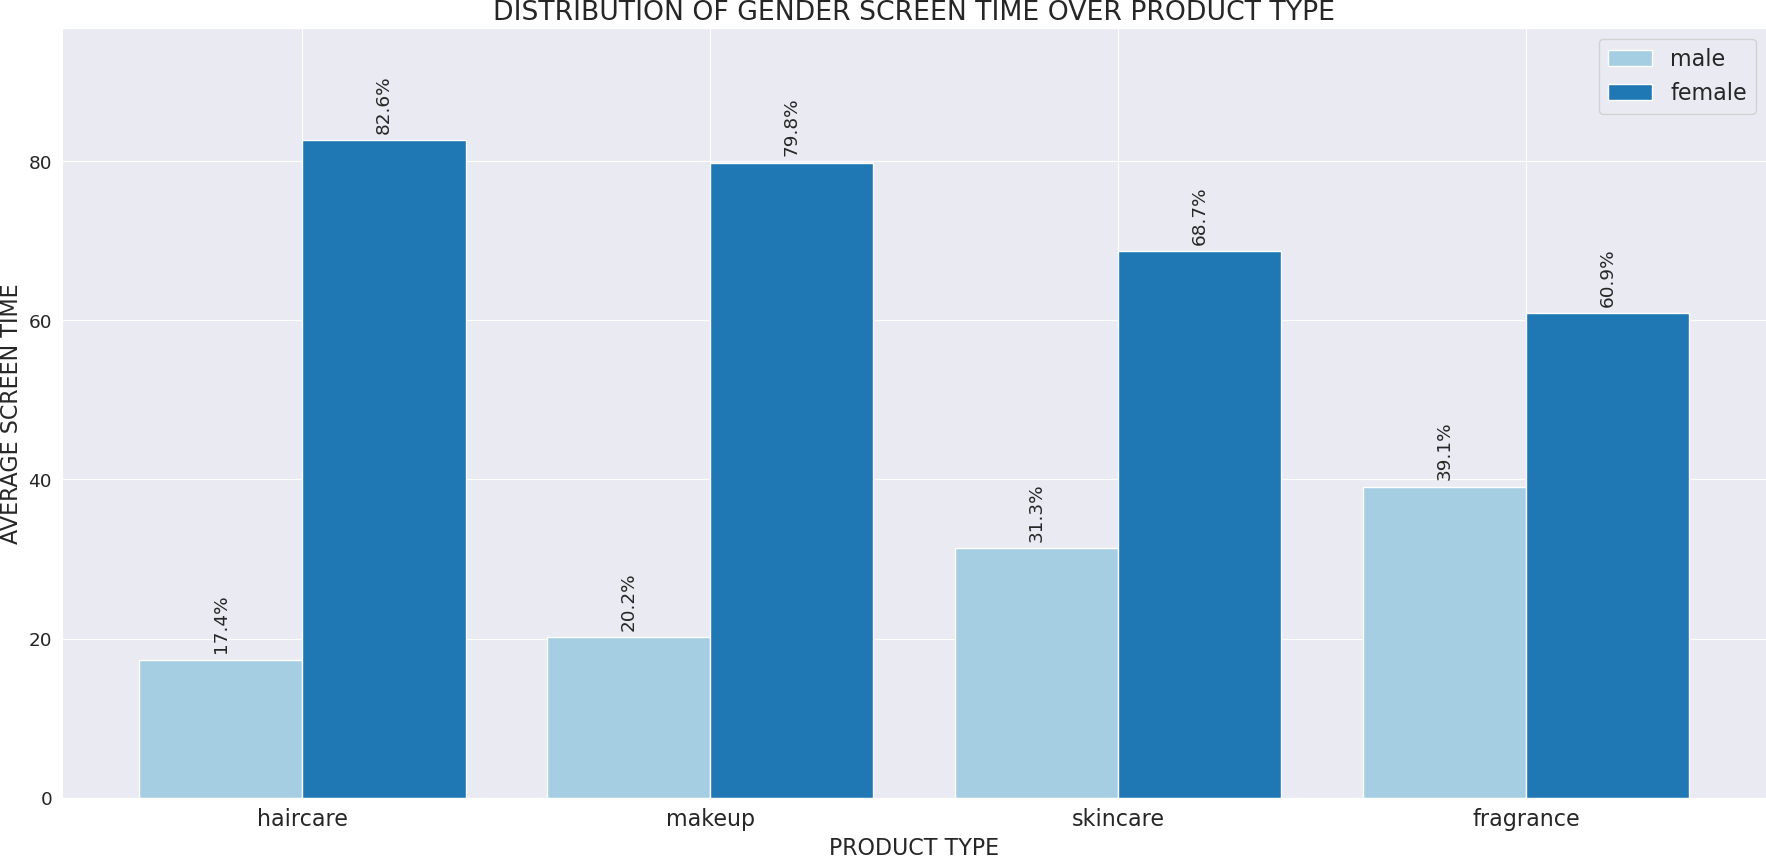 DISTRIBUTION OF GENDER SCREEN TIME OVER PRODUCT TYPE
male
female
AVERAGE SCREEN TIME
80
60
40
20
0
17.4%
82.6%
20.2%
79.8%
31.3%
68.7%
39.1%
60.9%
haircare
makeup
skincare
fragrance
PRODUCT TYPE